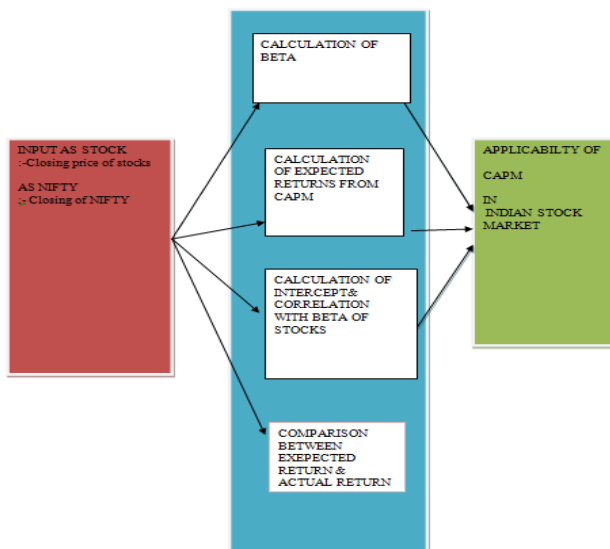 INPUT AS STOCK
:-Closing price of stocks
AS NIFTY
:- Closing of NIFTY
CALCULATION OF
BETA
CALCULATION
OF EXPECTED
RETURNS FROM
CAPM
CALCULATION OF
INTERCEPT&
CORRELATION
WITH BETA OF
STOCKS
COMPARISON
BETWEEN
EXEPECTED
RETURN &
ACTUAL RETURN
APPLICABILTY OF
CAPM
IN
INDIAN STOCK
MARKET